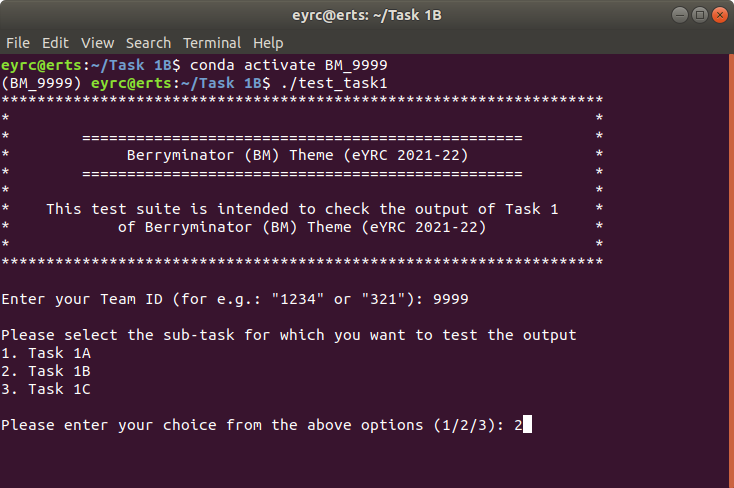 eyrc@erts: ~/Task 1B
File Edit View Search Terminal Help
eyrc@erts:~/Task 1B$ conda activate BM_9999
(BM_9999) eyrc@erts:~/Task 1B$ ./test_task1
*******************************************************************
*                                                                 *
*        =================================================        *
*             Berryminator (BM) Theme (eYRC 2021-22)              *
*        =================================================        *
*                                                                 *
*    This test suite is intended to check the output of Task 1    *
*            of Berryminator (BM) Theme (eYRC 2021-22)            *
*                                                                 *
*******************************************************************
Enter your Team ID (for e.g.: "1234" or "321"): 9999
Please select the sub-task for which you want to test the output
1. Task 1A
2. Task 1B
3. Task 1C
Please enter your choice from the above options (1/2/3): 2